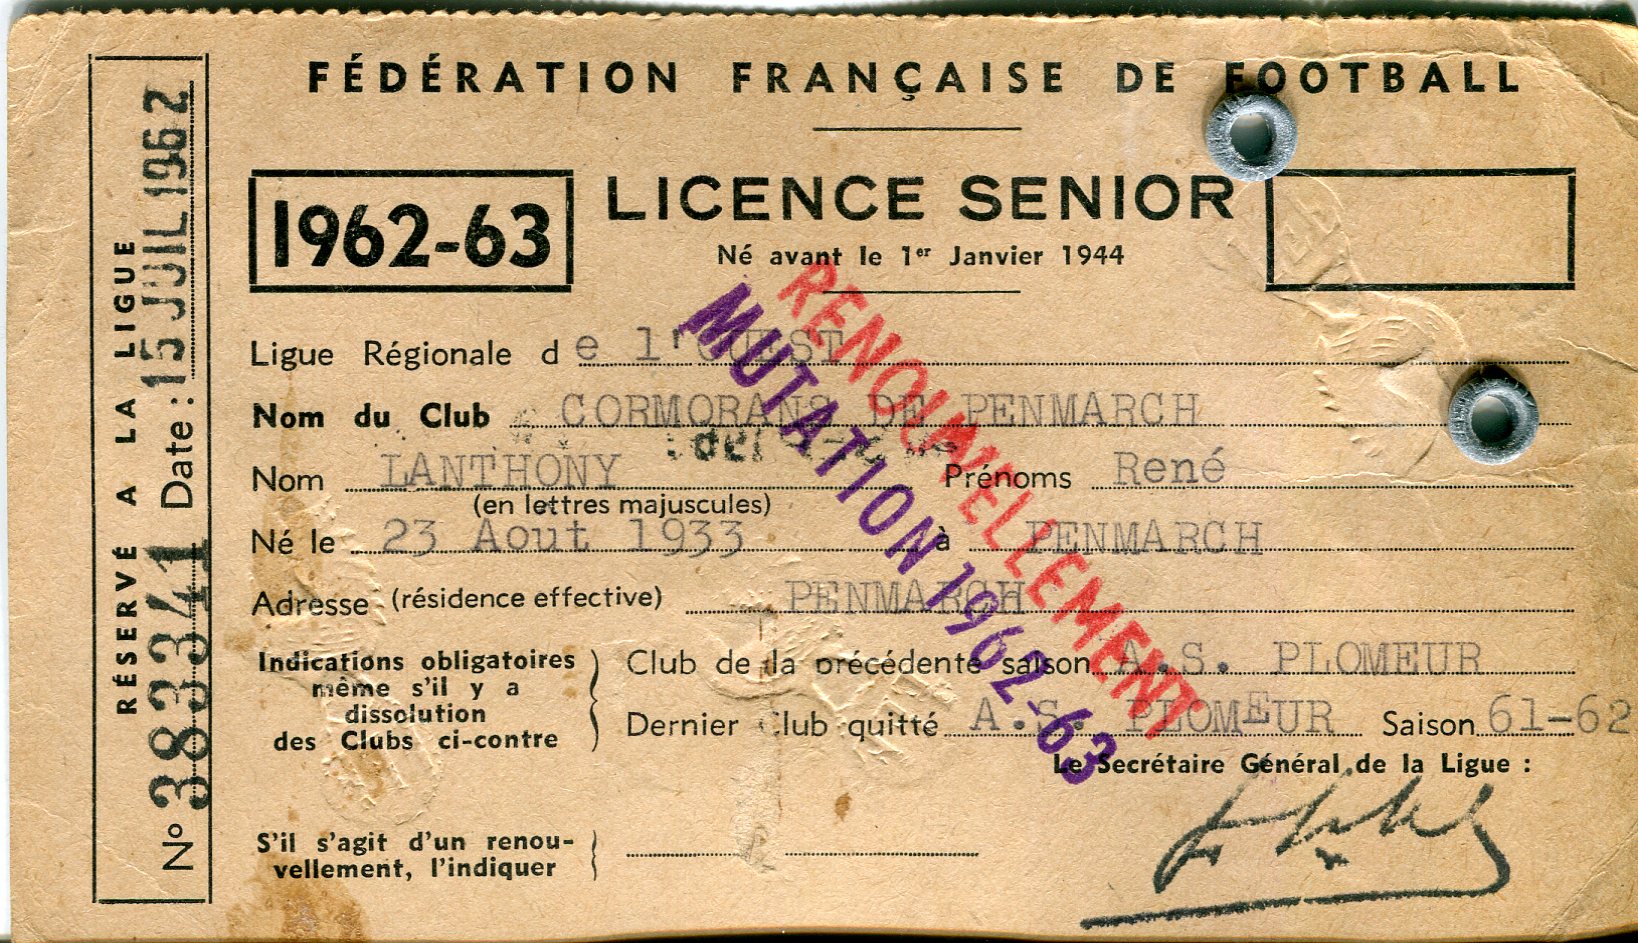 FÉDÉRATION FRANÇAISE DE FOOTBALL
1962-63
LICENCE SENIOR
Né avant le 1er Janvier 1944
RÉSERVÉ A LA LIGUE
N° 383341 Date : 15 JUIL 1962
Ligue Régionale de l'OUEST
Nom du Club CORMORANS DE PENMARCH
Nom LANTHONY Prénoms René
(en lettres majuscules)
Né le 23 Août 1933 à PENMARCH
Adresse (résidence effective) PENMARCH
Indications obligatoires
même s'il y a
dissolution
des Clubs ci-contre
Club de la précédente saison A.S. PLOMEUR
Dernier Club quitté A.S. PLOMEUR Saison 61-62
Le Secrétaire Général de la Ligue :
S'il s'agit d'un renou-
vellement, l'indiquer
RENOUVELLEMENT
MUTATION 1962-63